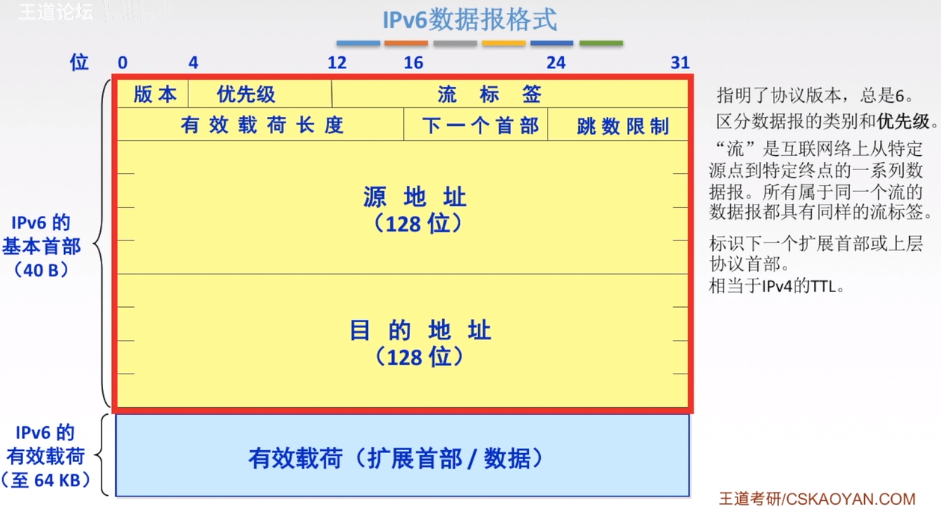 王道论坛
IPv6数据报格式
位 0 4 12 16 24 31
版本 优先级 流标签
有效载荷长度 下一个首部 跳数限制
源地址
（128 位）
目的地址
（128 位）
IPv6 的
基本首部
（40 B）
IPv6 的
有效载荷
（至 64 KB）
有效载荷（扩展首部 / 数据）
指明了协议版本，总是6。
区分数据报的类别和优先级。
“流”是互联网络上从特定
源点到特定终点的一系列数
据报。所有属于同一个流的
数据报都具有同样的流标签。
标识下一个扩展首部或上层
协议首部。
相当于IPv4的TTL。
王道考研/CSKAOYAN.COM